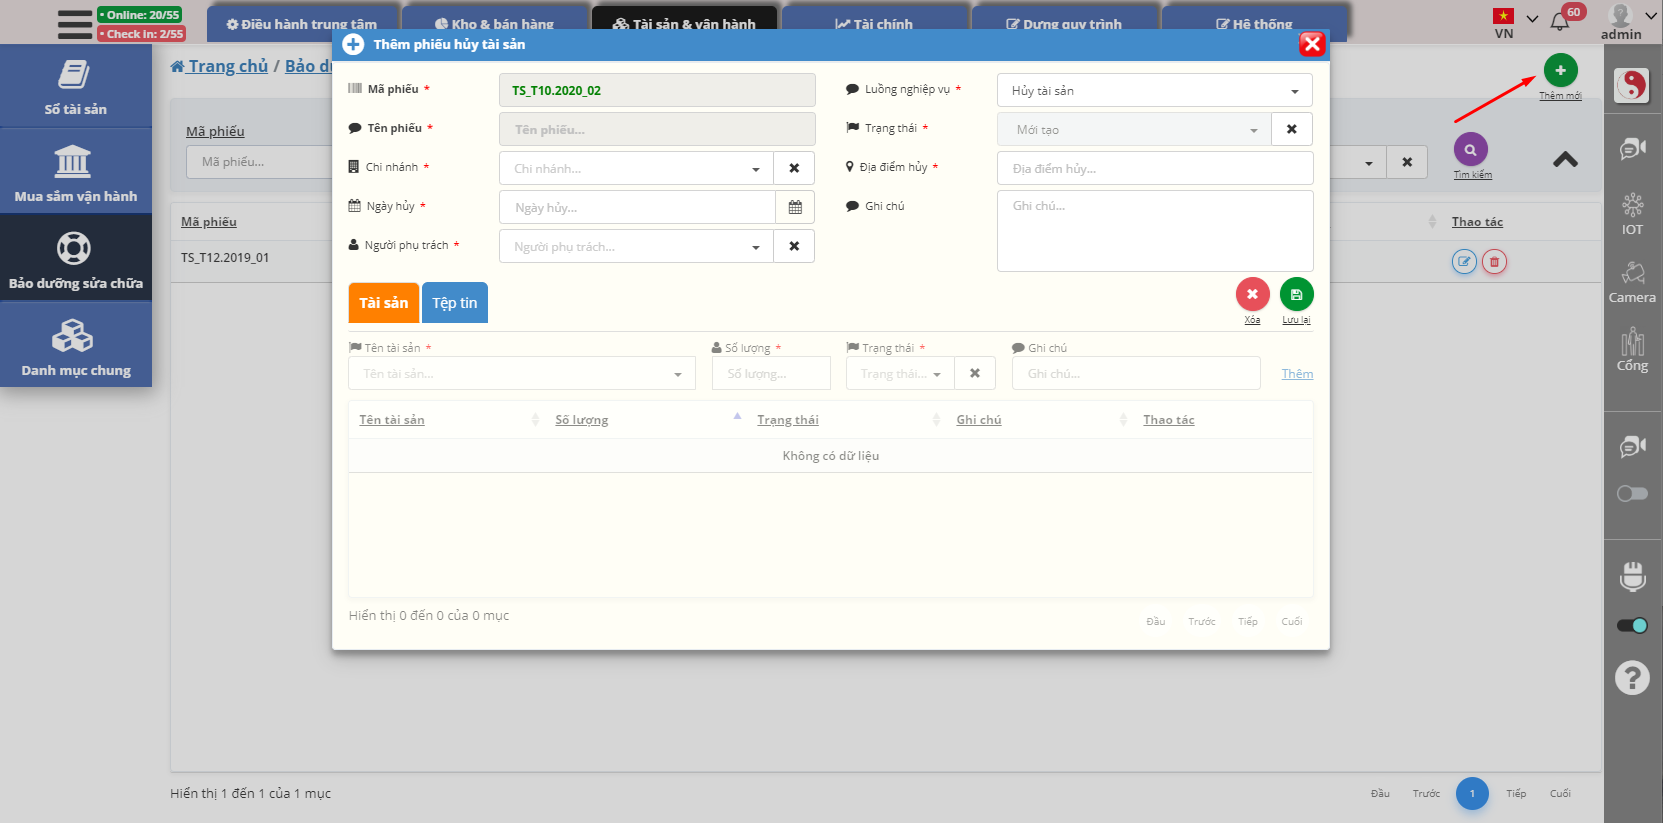 Online: 20/55
Check in: 2/55
Điều hành trung tâm
Kho & bán hàng
Tài sản & vận hành
Tài chính
Dựng quy trình
Hệ thống
VN
60
admin
Sổ tài sản
Mua sắm vận hành
Bảo dưỡng sửa chữa
Danh mục chung
Trang chủ / Bảo d
Thêm mới
Mã phiếu
Mã phiếu...
Tìm kiếm
Mã phiếu
Thao tác
TS_T12.2019_01
Thêm phiếu hủy tài sản
Mã phiếu *
TS_T10.2020_02
Luồng nghiệp vụ *
Hủy tài sản
Tên phiếu *
Tên phiếu...
Trạng thái *
Mới tạo
Chi nhánh *
Chi nhánh...
Địa điểm hủy *
Địa điểm hủy...
Ngày hủy *
Ngày hủy...
Ghi chú
Ghi chú...
Người phụ trách *
Người phụ trách...
Tài sản
Tệp tin
Xóa
Lưu lại
Tên tài sản *
Số lượng *
Trạng thái *
Ghi chú
Tên tài sản...
Số lượng...
Trạng thái...
Ghi chú...
Thêm
Tên tài sản
Số lượng
Trạng thái
Ghi chú
Thao tác
Không có dữ liệu
Hiển thị 0 đến 0 của 0 mục
Đầu
Trước
Tiếp
Cuối
Hiển thị 1 đến 1 của 1 mục
Đầu
Trước
1
Tiếp
Cuối
IOT
Camera
Cổng